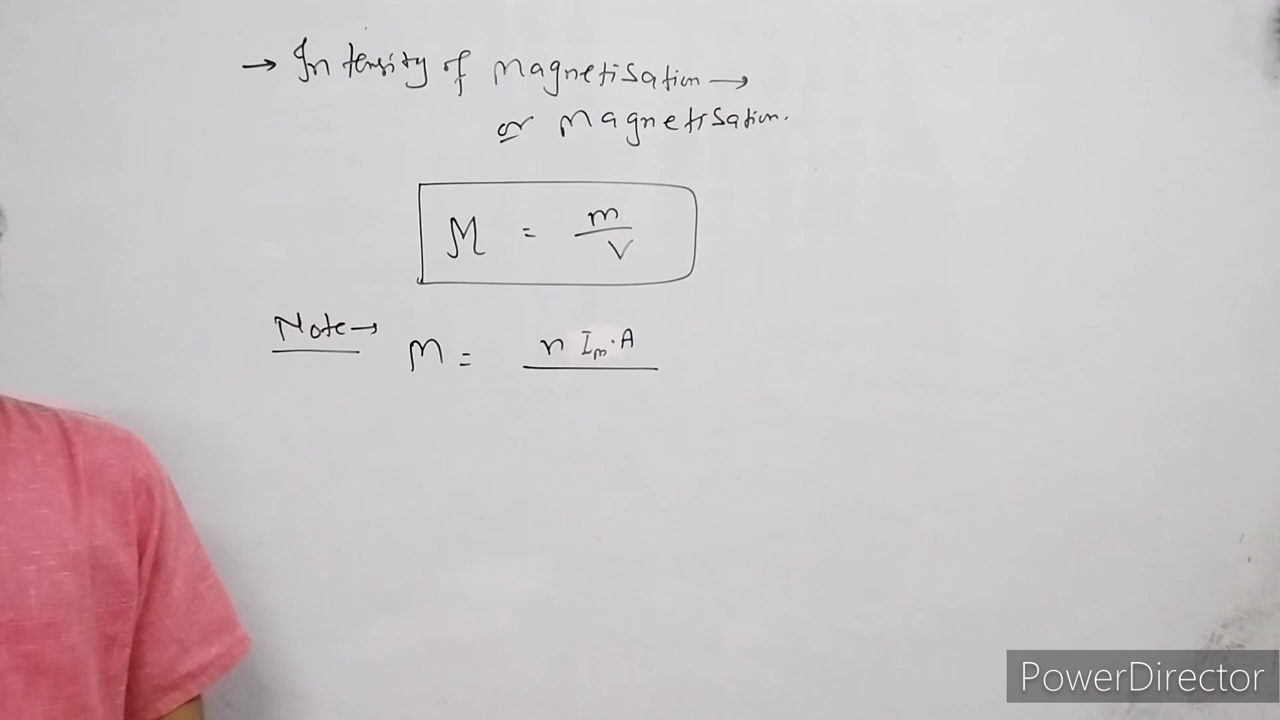 → Intensity of magnetisation →
or magnetisation.
M = m / V
Note → M = n Im·A
PowerDirector